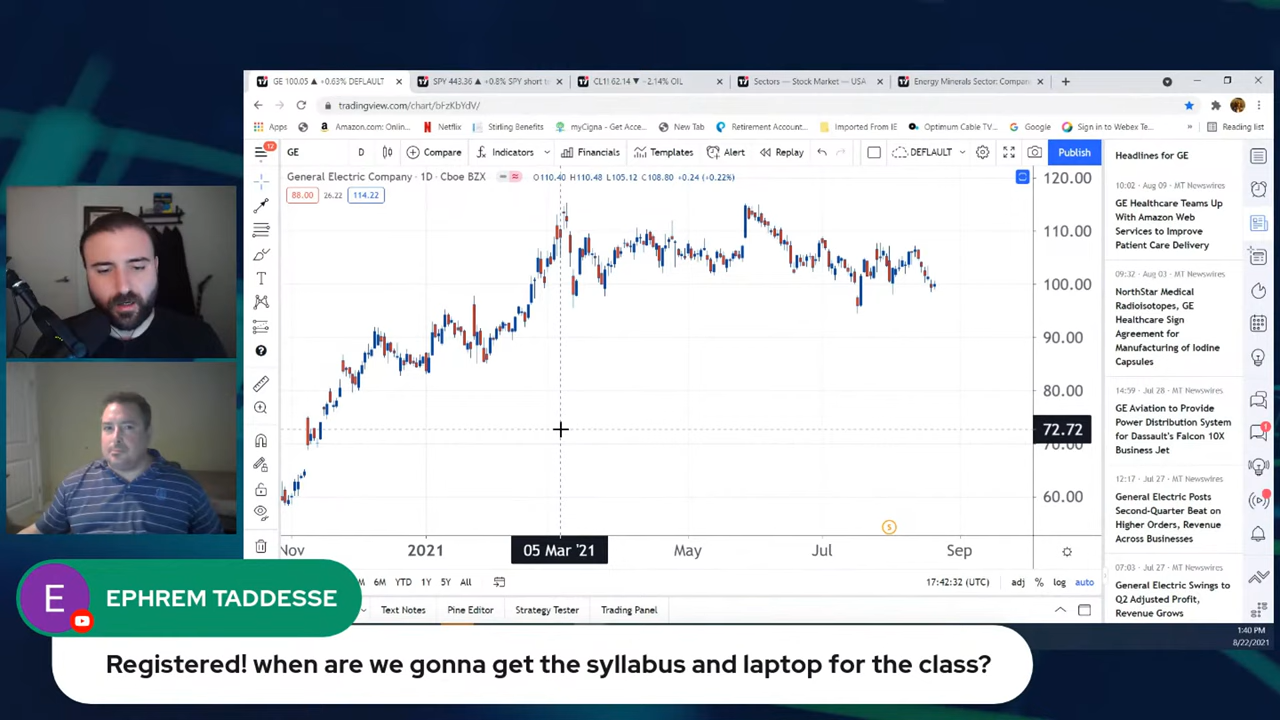 GE 100.05 ▲ +0.63% DEFLAULT
SPY 443.36 ▲ +0.8% SPY short to
CL1! 62.14 ▼ −2.14% OIL
Sectors — Stock Market — USA
Energy Minerals Sector: Compan
tradingview.com/chart/bFzKbYdV/
Apps
Amazon.com: Onlin...
Netflix
Stirling Benefits
myCigna - Get Acce...
New Tab
Retirement Account...
Imported From IE
Optimum Cable TV...
Google
Sign in to Webex Te...
Reading list
12
GE
D
Compare
Indicators
Financials
Templates
Alert
Replay
DEFLAULT
Publish
General Electric Company · 1D · Cboe BZX
O110.40 H110.48 L105.12 C108.80 +0.24 (+0.22%)
88.00
26.22
114.22
120.00
110.00
100.00
90.00
80.00
72.72
70.00
60.00
S
Nov
2021
05 Mar '21
May
Jul
Sep
6M
YTD
1Y
5Y
All
17:42:32 (UTC)
adj
%
log
auto
Text Notes
Pine Editor
Strategy Tester
Trading Panel
Headlines for GE
10:02 · Aug 09 · MT Newswires
GE Healthcare Teams Up
With Amazon Web
Services to Improve
Patient Care Delivery
09:32 · Aug 03 · MT Newswires
NorthStar Medical
Radioisotopes, GE
Healthcare Sign
Agreement for
Manufacturing of Iodine
Capsules
14:59 · Jul 28 · MT Newswires
GE Aviation to Provide
Power Distribution System
for Dassault's Falcon 10X
Business Jet
12:17 · Jul 27 · MT Newswires
General Electric Posts
Second-Quarter Beat on
Higher Orders, Revenue
Across Businesses
07:03 · Jul 27 · MT Newswires
General Electric Swings to
Q2 Adjusted Profit,
Revenue Grows
1
1:40 PM
8/22/2021
E
EPHREM TADDESSE
Registered! when are we gonna get the syllabus and laptop for the class?